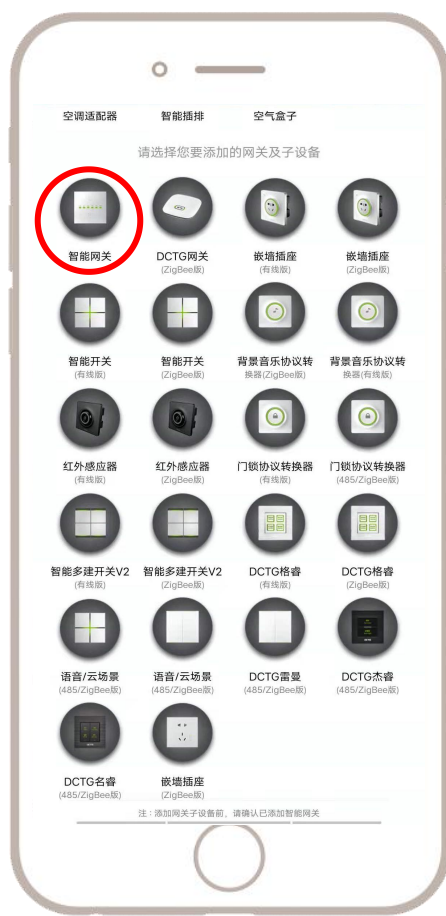 空调适配器 智能插排 空气盒子
请选择您要添加的网关及子设备
智能网关 DCTG网关 嵌墙插座 嵌墙插座
(ZigBee版) (有线版) (ZigBee版)
智能开关 智能开关 背景音乐协议转 背景音乐协议转
(有线版) (ZigBee版) 换器(ZigBee版) 换器(有线版)
红外感应器 红外感应器 门锁协议转换器 门锁协议转换器
(有线版) (ZigBee版) (有线版) (485/ZigBee版)
智能多建开关V2 智能多建开关V2 DCTG格睿 DCTG格睿
(有线版) (ZigBee版) (有线版) (ZigBee版)
语音/云场景 语音/云场景 DCTG雷曼 DCTG杰睿
(485/ZigBee版) (485/ZigBee版) (485/ZigBee版) (485/ZigBee版)
DCTG名睿 嵌墙插座
(485/ZigBee版) (ZigBee版)
注：添加网关子设备前，请确认已添加智能网关